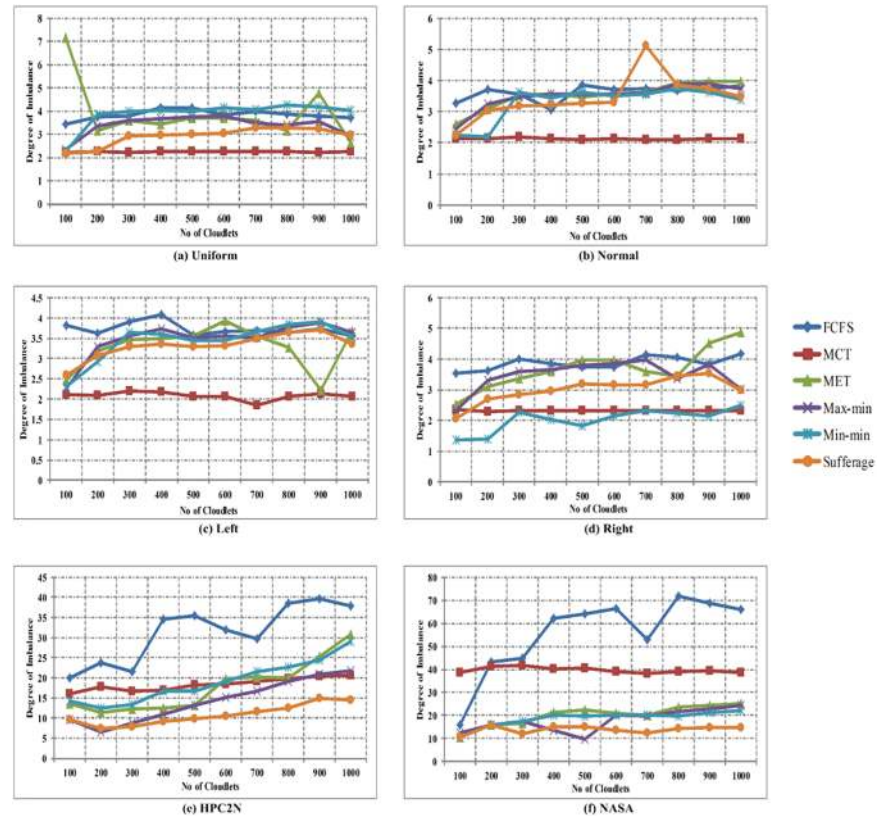 8
7
6
5
4
3
2
1
0
Degree of Imbalance
100 200 300 400 500 600 700 800 900 1000
No of Cloudlets
(a) Uniform
6
5
4
3
2
1
0
Degree of Imbalance
100 200 300 400 500 600 700 800 900 1000
No of Cloudlets
(b) Normal
4.5
4
3.5
3
2.5
2
1.5
1
0.5
0
Degree of Imbalance
100 200 300 400 500 600 700 800 900 1000
No of Cloudlets
(c) Left
6
5
4
3
2
1
0
Degree of Imbalance
100 200 300 400 500 600 700 800 900 1000
No of Cloudlets
(d) Right
FCFS
MCT
MET
Max-min
Min-min
Sufferage
45
40
35
30
25
20
15
10
5
0
Degree of Imbalance
100 200 300 400 500 600 700 800 900 1000
No of Cloudlets
(e) HPC2N
80
70
60
50
40
30
20
10
0
Degree of Imbalance
100 200 300 400 500 600 700 800 900 1000
No of Cloudlets
(f) NASA